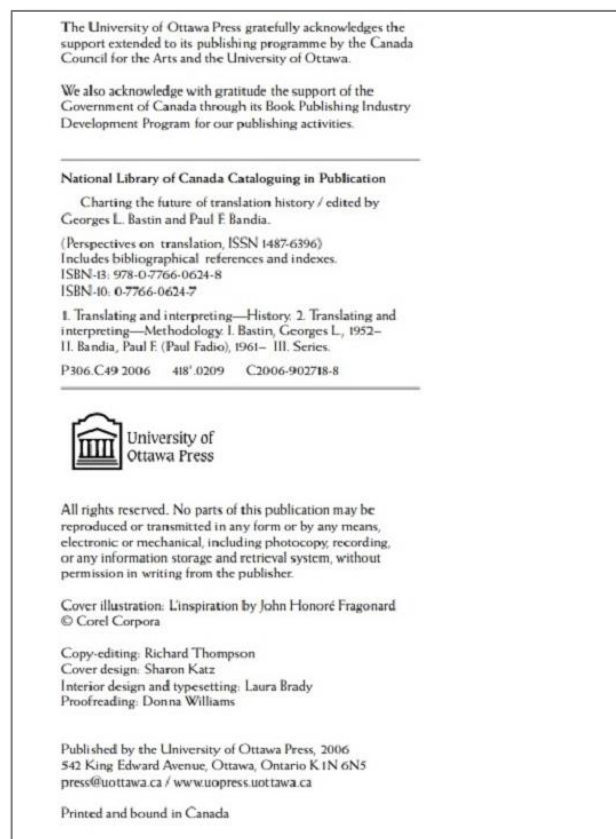 The University of Ottawa Press gratefully acknowledges the
support extended to its publishing programme by the Canada
Council for the Arts and the University of Ottawa.
We also acknowledge with gratitude the support of the
Government of Canada through its Book Publishing Industry
Development Program for our publishing activities.
National Library of Canada Cataloguing in Publication
Charting the future of translation history / edited by
Georges L. Bastin and Paul F. Bandia.
(Perspectives on translation, ISSN 1487-6396)
Includes bibliographical references and indexes.
ISBN-13: 978-0-7766-0624-8
ISBN-10: 0-7766-0624-7
1. Translating and interpreting—History. 2. Translating and
interpreting—Methodology. I. Bastin, Georges L., 1952–
II. Bandia, Paul F. (Paul Fadio), 1961– III. Series.
P306.C49 2006 418'.0209 C2006-902718-8
University of
Ottawa Press
All rights reserved. No parts of this publication may be
reproduced or transmitted in any form or by any means,
electronic or mechanical, including photocopy, recording,
or any information storage and retrieval system, without
permission in writing from the publisher.
Cover illustration: L'inspiration by John Honoré Fragonard
© Corel Corpora
Copy-editing: Richard Thompson
Cover design: Sharon Katz
Interior design and typesetting: Laura Brady
Proofreading: Donna Williams
Published by the University of Ottawa Press, 2006
542 King Edward Avenue, Ottawa, Ontario K1N 6N5
press@uottawa.ca / www.uopress.uottawa.ca
Printed and bound in Canada